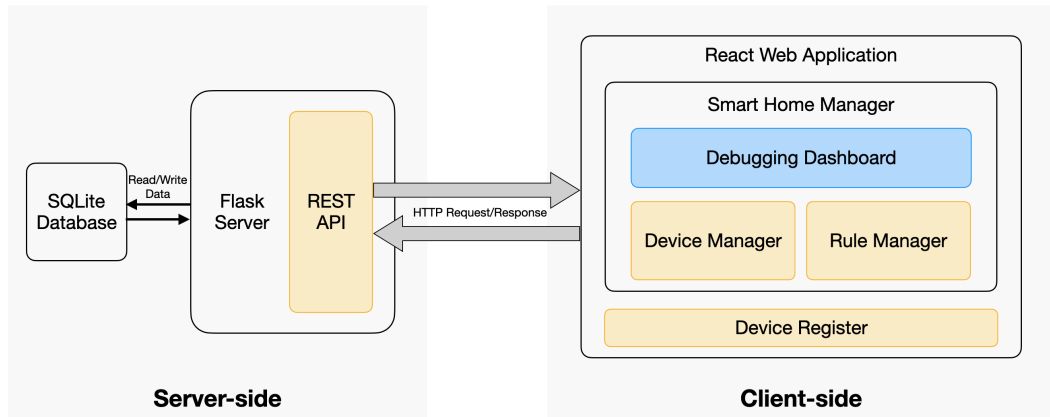 React Web Application
Smart Home Manager
Debugging Dashboard
Device Manager
Rule Manager
Device Register
SQLite
Database
Read/Write
Data
Flask
Server
REST
API
HTTP Request/Response
Server-side
Client-side